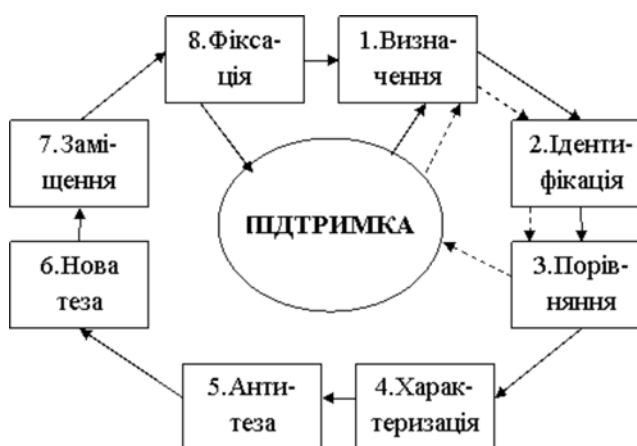 8.Фікса-
ція
1.Визна-
чення
7.Замі-
щення
2.Іденти-
фікація
ПІДТРИМКА
6.Нова
теза
3.Порів-
няння
5.Анти-
теза
4.Харак-
теризація